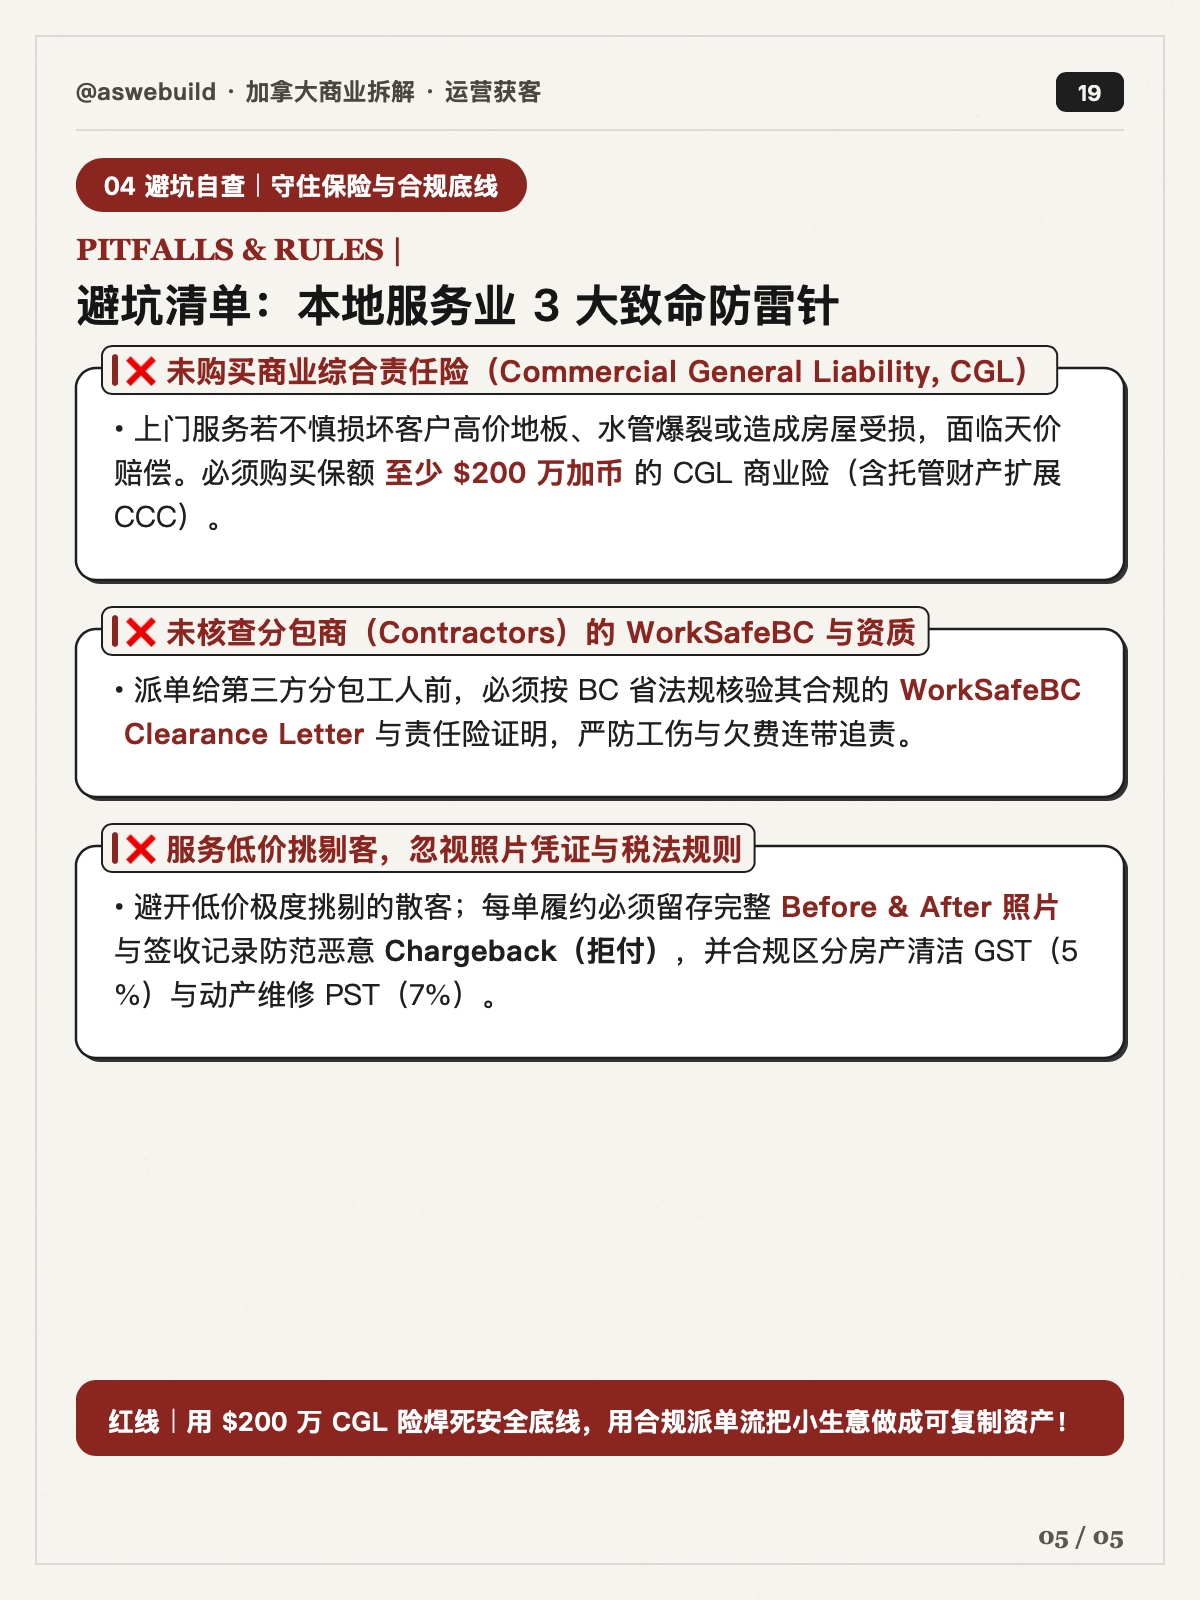 @aswebuild · 加拿大商业拆解 · 运营获客
19
04 避坑自查｜守住保险与合规底线
PITFALLS & RULES |
避坑清单：本地服务业 3 大致命防雷针
❌ 未购买商业综合责任险（Commercial General Liability, CGL）
• 上门服务若不慎损坏客户高价地板、水管爆裂或造成房屋受损，面临天价
赔偿。必须购买保额 至少 $200 万加币 的 CGL 商业险（含托管财产扩展
CCC）。
❌ 未核查分包商（Contractors）的 WorkSafeBC 与资质
• 派单给第三方分包工人前，必须按 BC 省法规核验其合规的 WorkSafeBC
Clearance Letter 与责任险证明，严防工伤与欠费连带追责。
❌ 服务低价挑剔客，忽视照片凭证与税法规则
• 避开低价极度挑剔的散客；每单履约必须留存完整 Before & After 照片
与签收记录防范恶意 Chargeback（拒付），并合规区分房产清洁 GST（5
%）与动产维修 PST（7%）。
红线｜用 $200 万 CGL 险焊死安全底线，用合规派单流把小生意做成可复制资产！
05 / 05